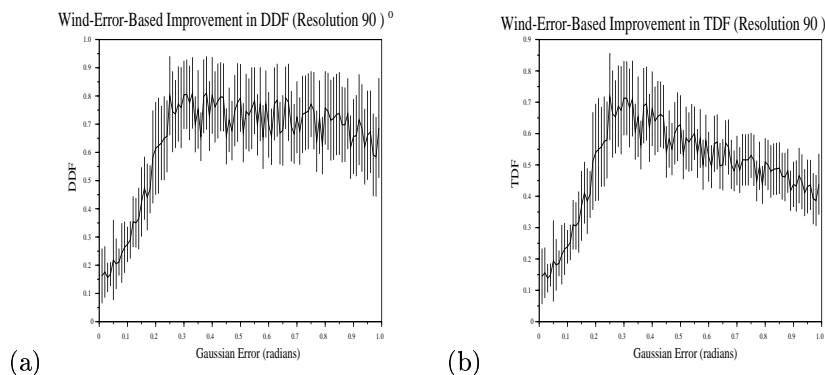 Wind-Error-Based Improvement in DDF (Resolution 90 ) o
1.0
0.9
0.8
0.7
0.6
0.5
0.4
0.3
0.2
0.1
0
DDF
0 0.1 0.2 0.3 0.4 0.5 0.6 0.7 0.8 0.9 1.0
Gaussian Error (radians)
(a)
Wind-Error-Based Improvement in TDF (Resolution 90 )
0.9
0.8
0.7
0.6
0.5
0.4
0.3
0.2
0.1
0
TDF
0 0.1 0.2 0.3 0.4 0.5 0.6 0.7 0.8 0.9 1.0
Gaussian Error (radians)
(b)